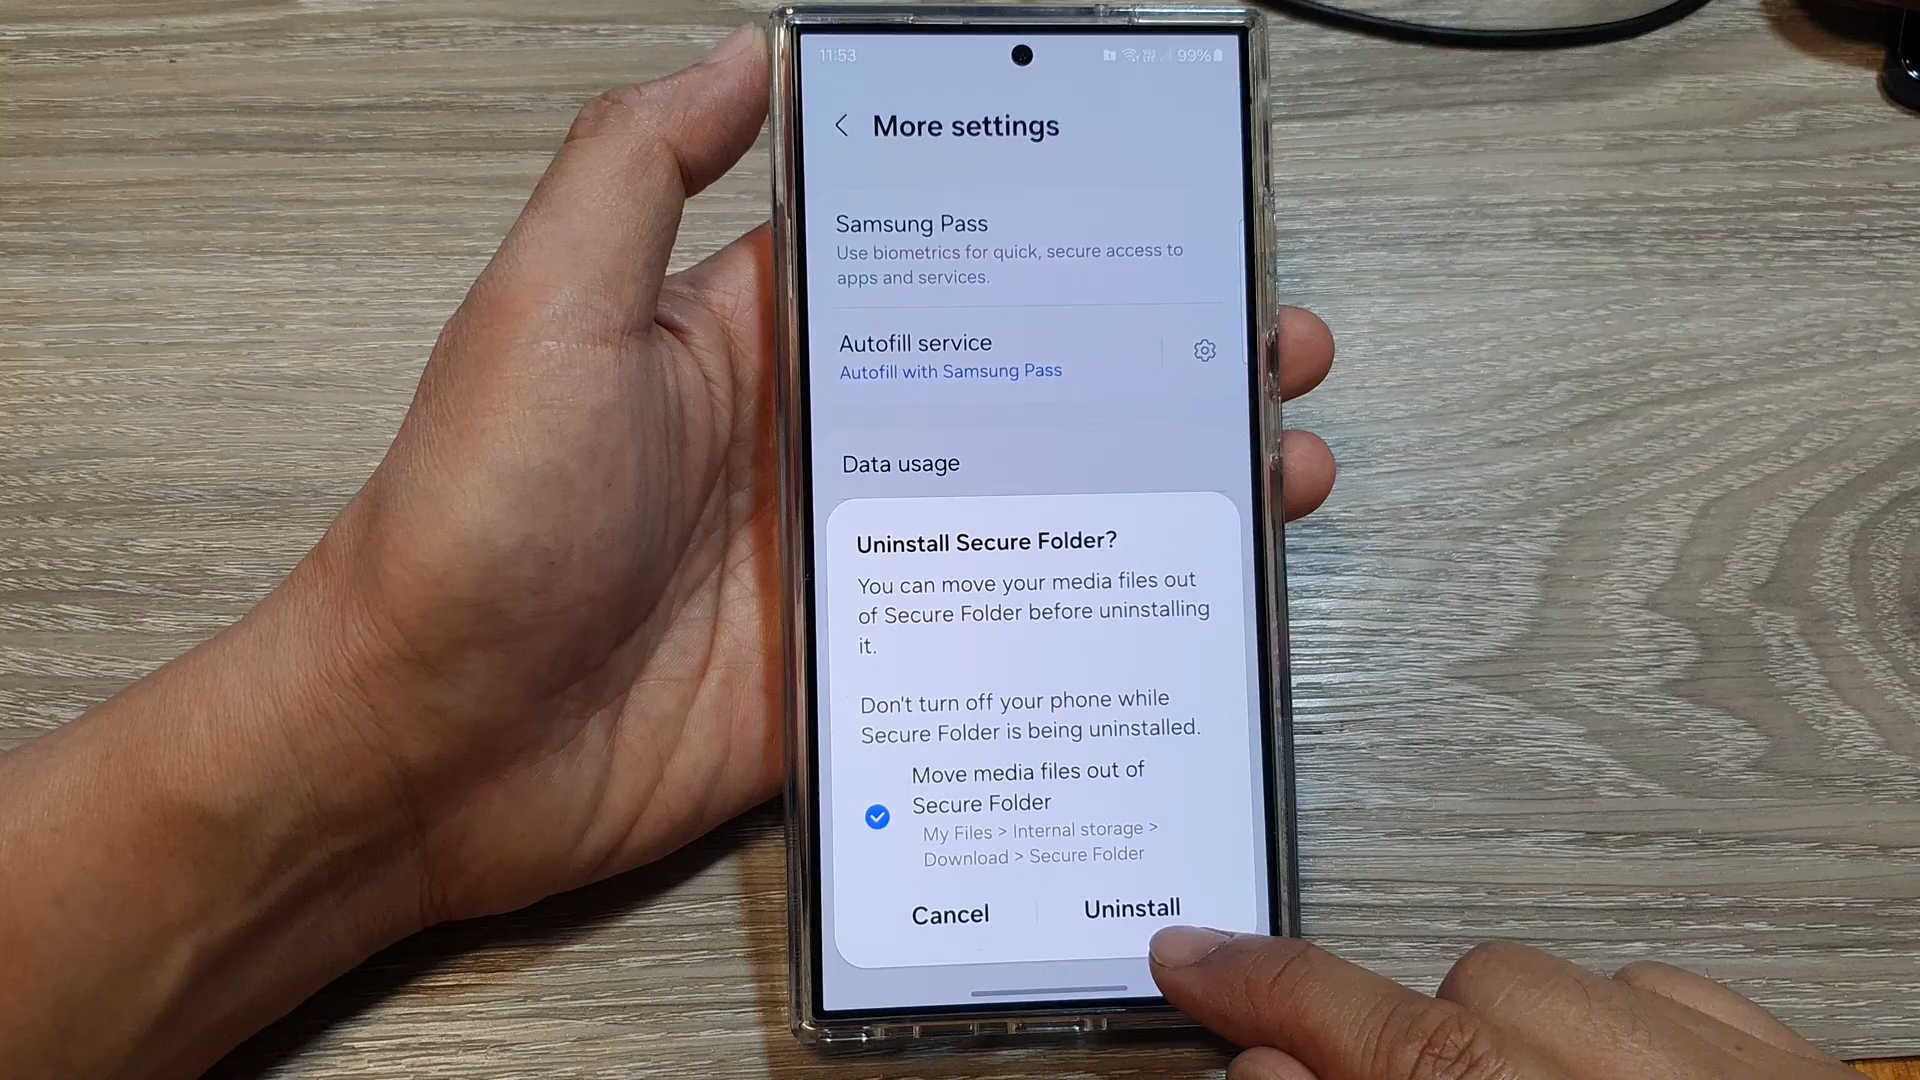 11:53
99%
More settings
Samsung Pass
Use biometrics for quick, secure access to
apps and services.
Autofill service
Autofill with Samsung Pass
Data usage
Uninstall Secure Folder?
You can move your media files out
of Secure Folder before uninstalling
it.
Don't turn off your phone while
Secure Folder is being uninstalled.
Move media files out of
Secure Folder
My Files > Internal storage >
Download > Secure Folder
Cancel
Uninstall